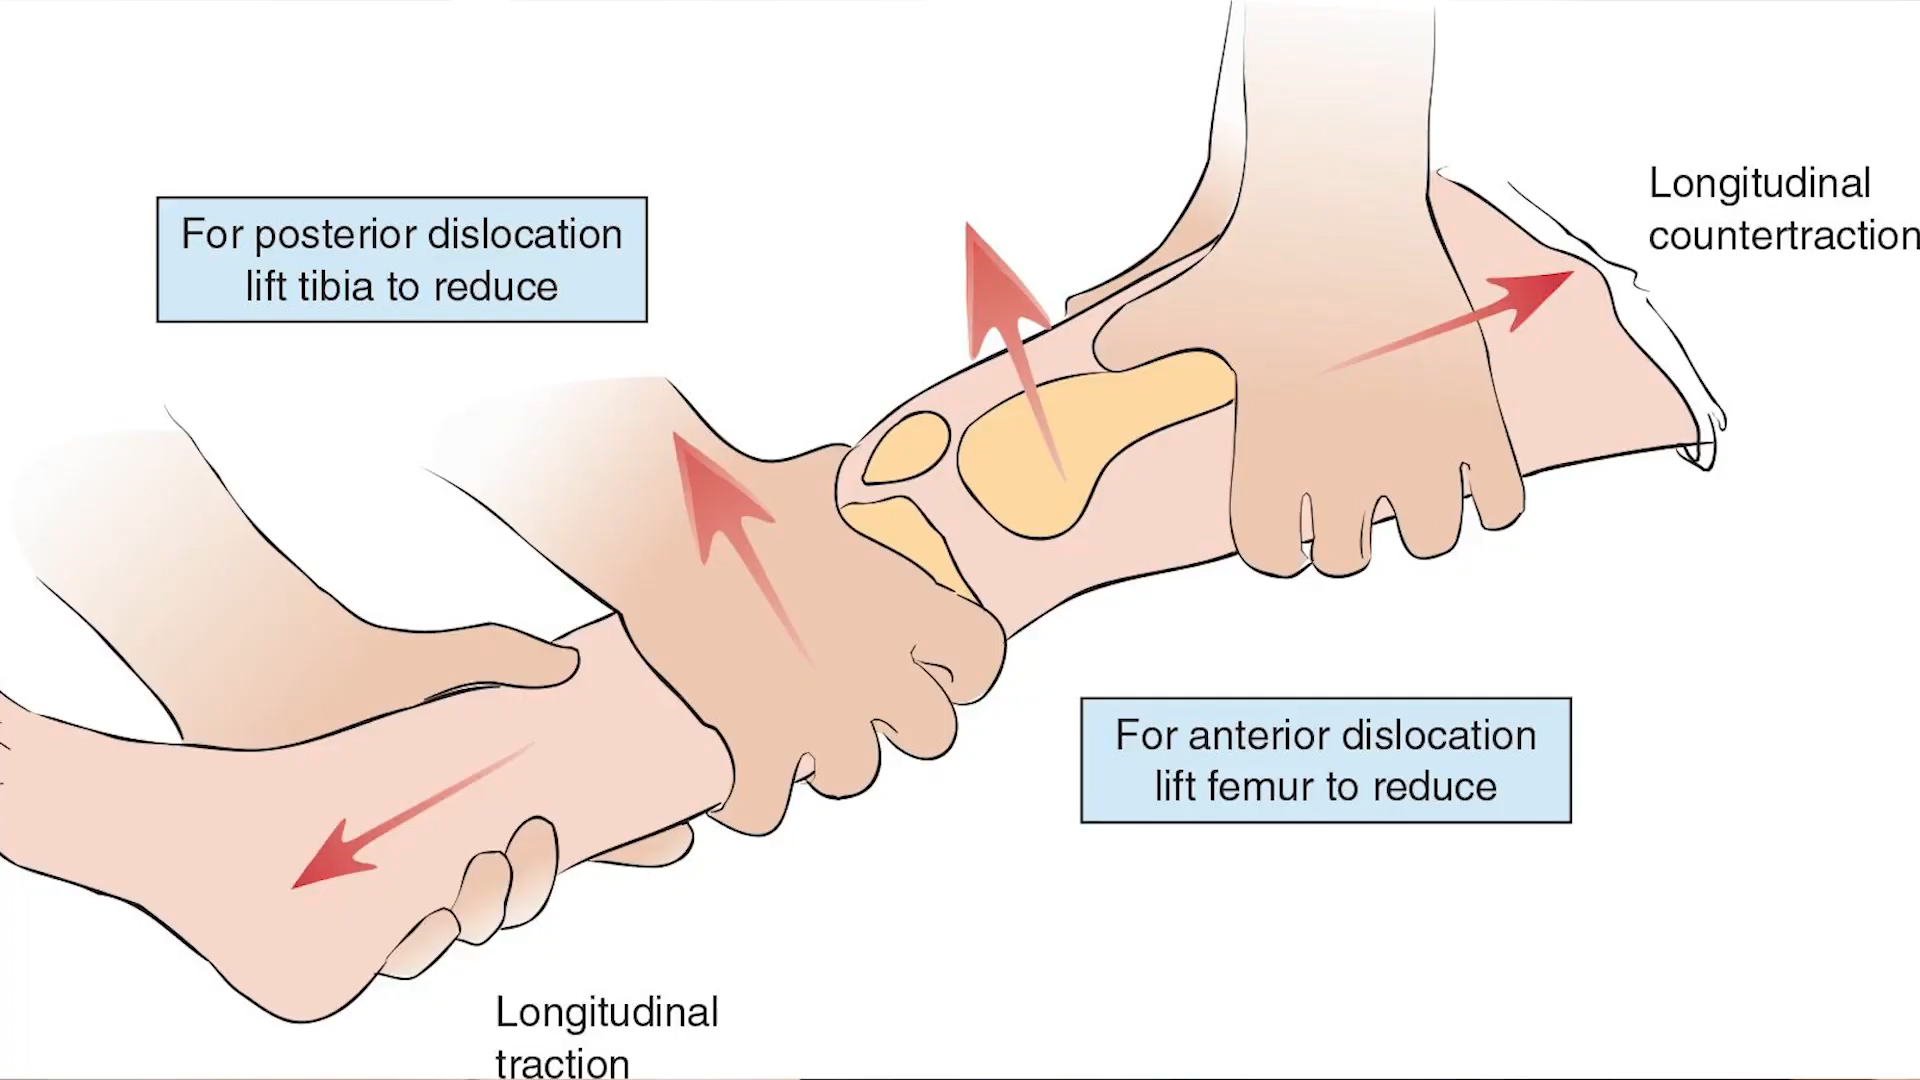 For posterior dislocation
lift tibia to reduce
Longitudinal
countertraction
For anterior dislocation
lift femur to reduce
Longitudinal
traction